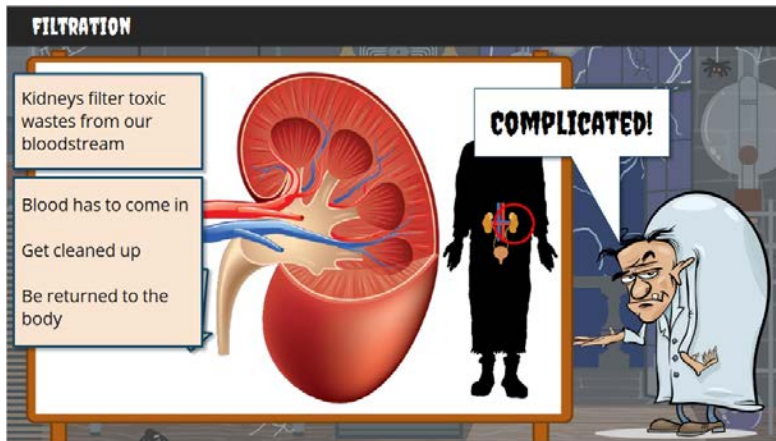 FILTRATION
Kidneys filter toxic
wastes from our
bloodstream
Blood has to come in
Get cleaned up
Be returned to the
body
COMPLICATED!